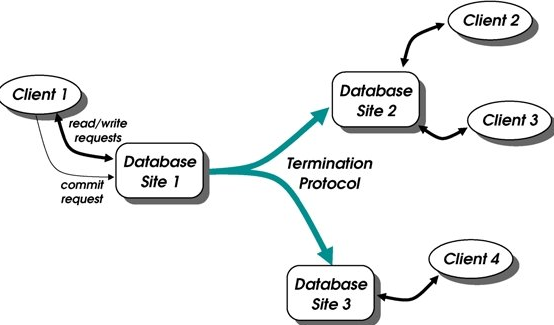 Client 1
read/write
requests
commit
request
Database
Site 1
Termination
Protocol
Database
Site 2
Client 2
Client 3
Database
Site 3
Client 4